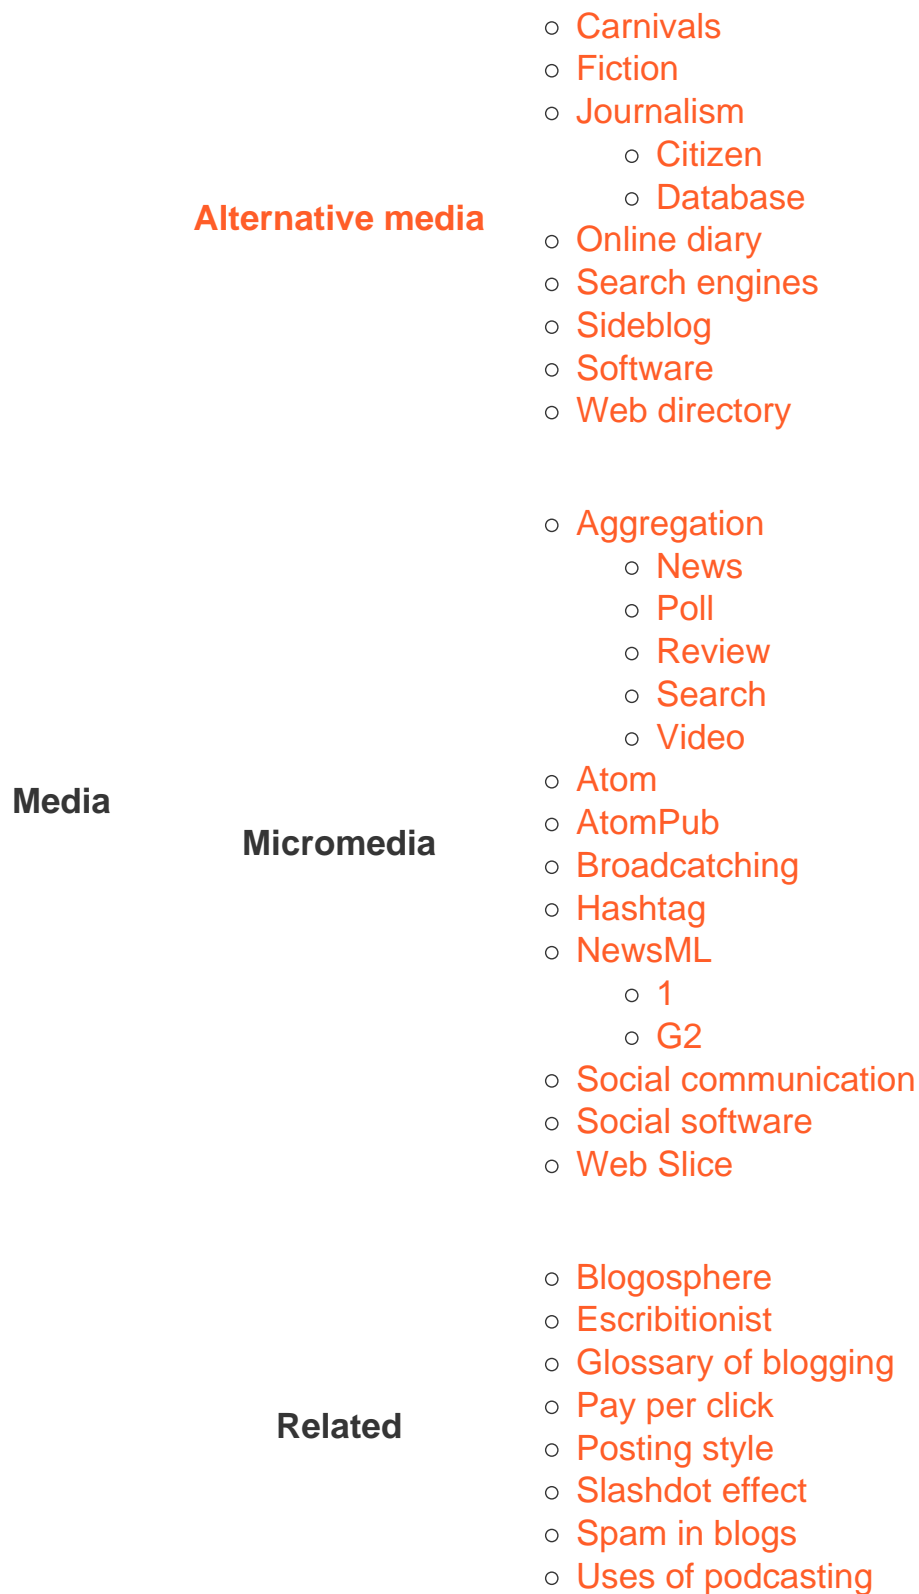 Media
Alternative media
Carnivals
Fiction
Journalism
Citizen
Database
Online diary
Search engines
Sideblog
Software
Web directory
Micromedia
Aggregation
News
Poll
Review
Search
Video
Atom
AtomPub
Broadcatching
Hashtag
NewsML
1
G2
Social communication
Social software
Web Slice
Related
Blogosphere
Escribitionist
Glossary of blogging
Pay per click
Posting style
Slashdot effect
Spam in blogs
Uses of podcasting